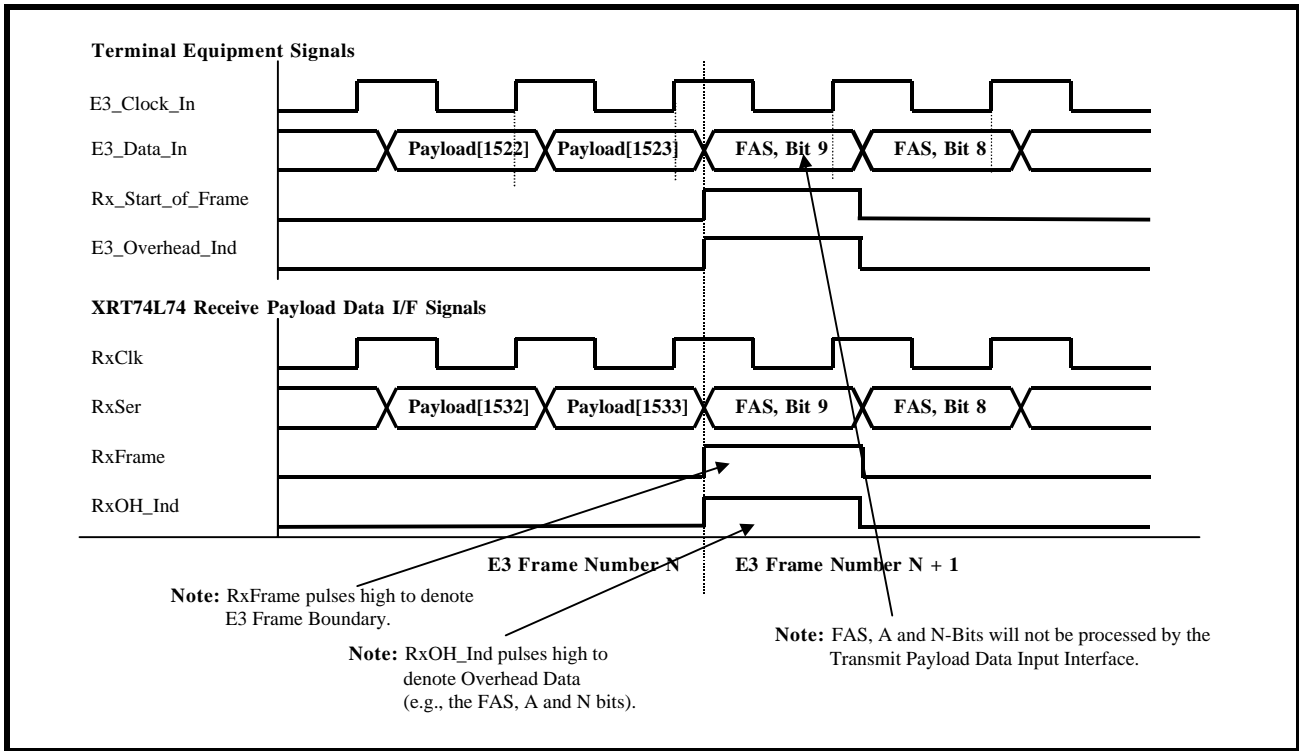 Terminal Equipment Signals
E3_Clock_In
E3_Data_In
Payload[1522] Payload[1523] FAS, Bit 9 FAS, Bit 8
Rx_Start_of_Frame
E3_Overhead_Ind
XRT74L74 Receive Payload Data I/F Signals
RxClk
RxSer
Payload[1532] Payload[1533] FAS, Bit 9 FAS, Bit 8
RxFrame
RxOH_Ind
E3 Frame Number N E3 Frame Number N + 1
Note: RxFrame pulses high to denote
E3 Frame Boundary.
Note: RxOH_Ind pulses high to
denote Overhead Data
(e.g., the FAS, A and N bits).
Note: FAS, A and N-Bits will not be processed by the
Transmit Payload Data Input Interface.